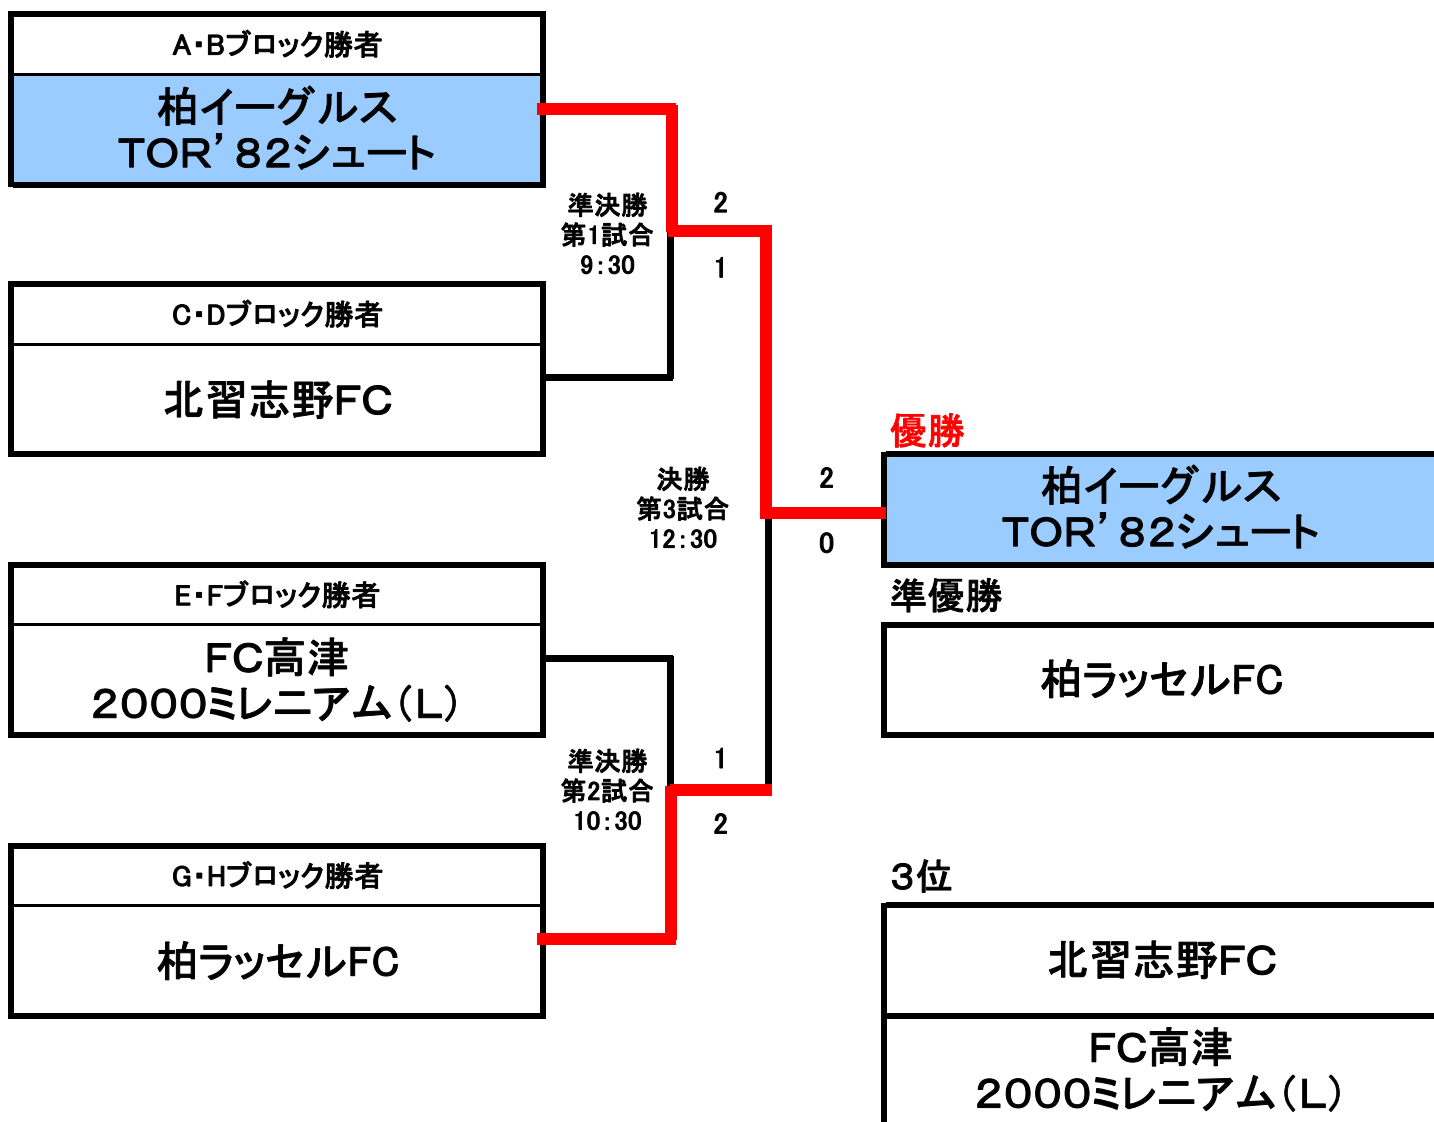 A・Bブロック勝者
柏イーグルス
TOR’82シュート
準決勝
第1試合
9:30
2
1
C・Dブロック勝者
北習志野FC
優勝
柏イーグルス
TOR’82シュート
決勝
第3試合
12:30
2
0
準優勝
柏ラッセルFC
E・Fブロック勝者
FC高津
2000ミレニアム(L)
準決勝
第2試合
10:30
1
2
G・Hブロック勝者
柏ラッセルFC
3位
北習志野FC
FC高津
2000ミレニアム(L)